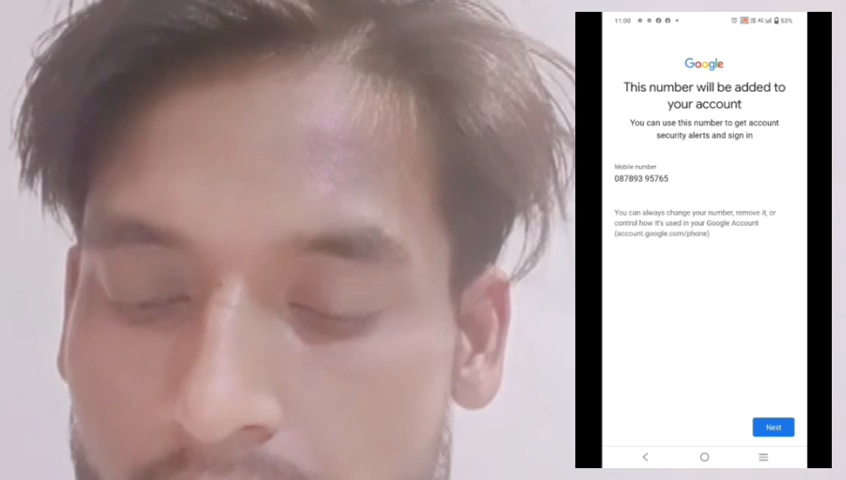 11:00
53%
Google
This number will be added to
your account
You can use this number to get account
security alerts and sign in
Mobile number
087893 95765
You can always change your number, remove it, or
control how it's used in your Google Account
(account.google.com/phone)
Next